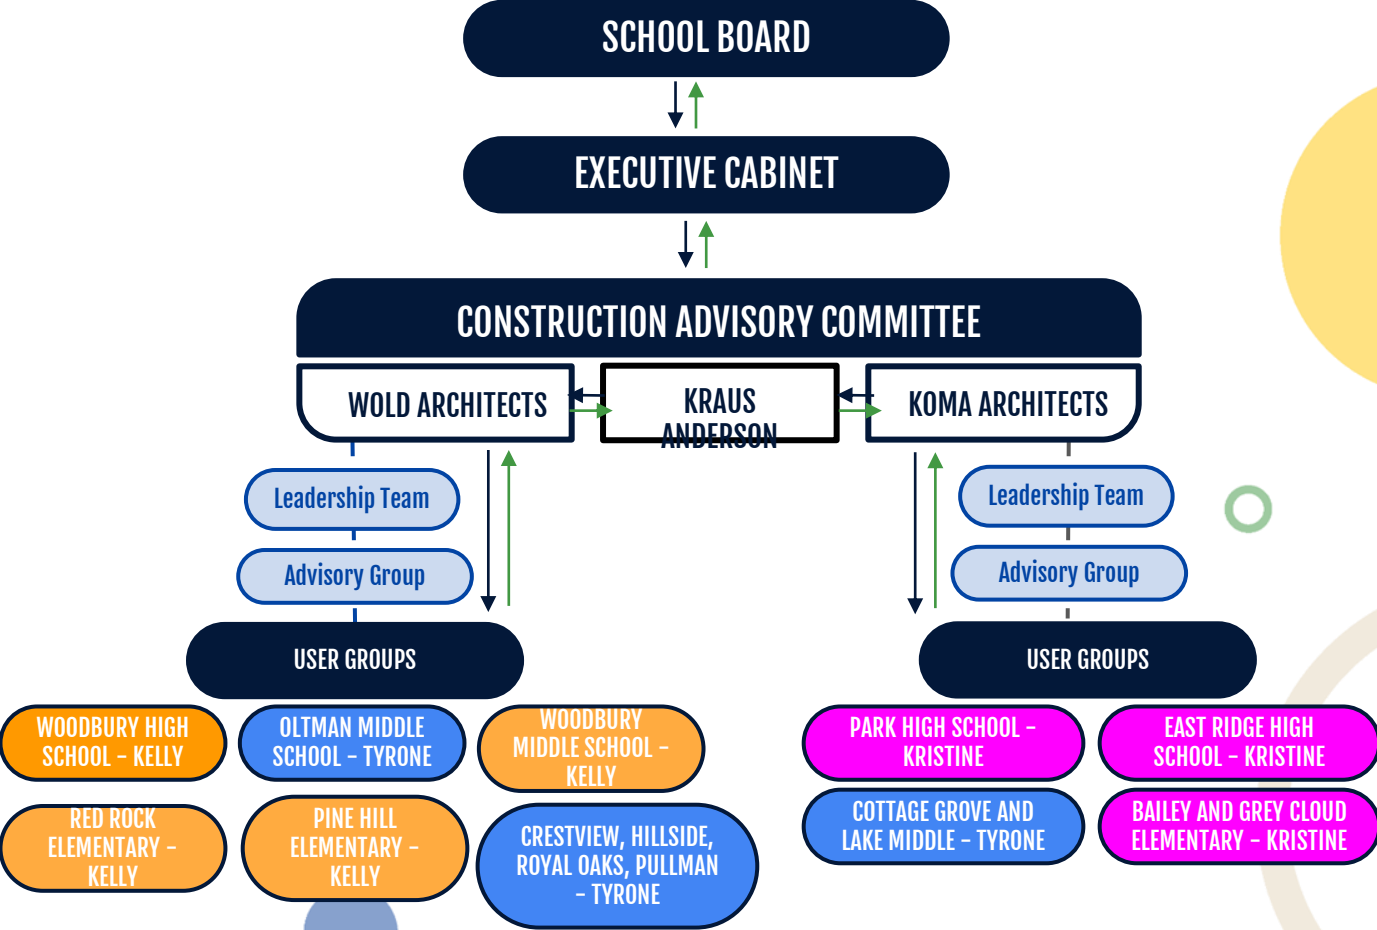 SCHOOL BOARD
EXECUTIVE CABINET
CONSTRUCTION ADVISORY COMMITTEE
WOLD ARCHITECTS
KRAUS
ANDERSON
KOMA ARCHITECTS
Leadership Team
Advisory Group
Leadership Team
Advisory Group
USER GROUPS
WOODBURY HIGH
SCHOOL - KELLY
OLTMAN MIDDLE
SCHOOL - TYRONE
WOODBURY
MIDDLE SCHOOL -
KELLY
RED ROCK
ELEMENTARY -
KELLY
PINE HILL
ELEMENTARY -
KELLY
CRESTVIEW, HILLSIDE,
ROYAL OAKS, PULLMAN
- TYRONE
USER GROUPS
PARK HIGH SCHOOL -
KRISTINE
EAST RIDGE HIGH
SCHOOL - KRISTINE
COTTAGE GROVE AND
LAKE MIDDLE - TYRONE
BAILEY AND GREY CLOUD
ELEMENTARY - KRISTINE